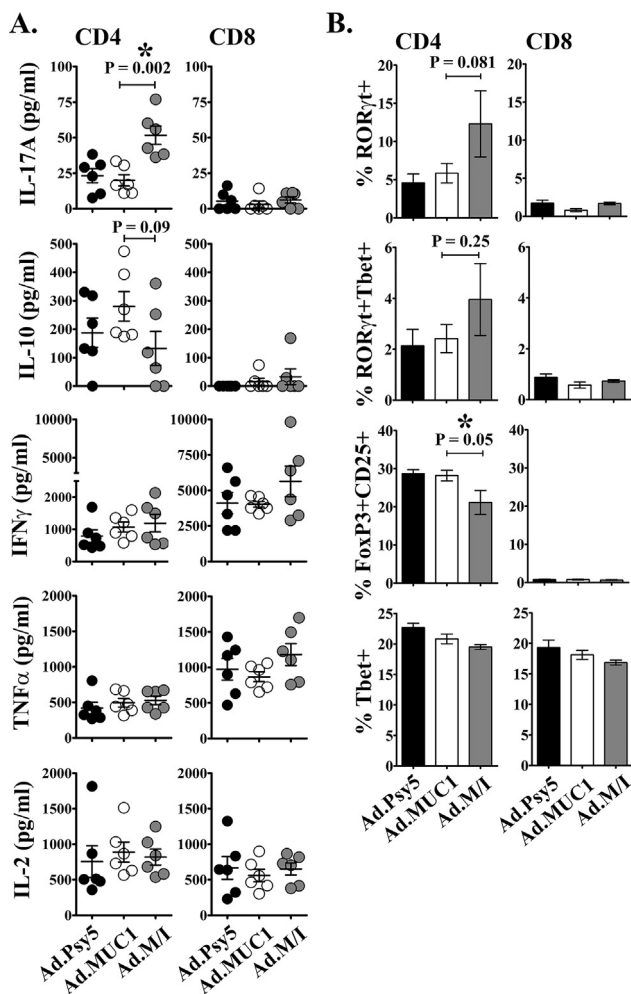 A.
CD4
CD8
*
P = 0.002
IL-17A (pg/ml)
100
75
50
25
0
100
75
50
25
0
P = 0.09
IL-10 (pg/ml)
500
400
300
200
100
0
500
400
300
200
100
0
IFNγ (pg/ml)
10000
6000
2000
1000
0
10000
7500
5000
2500
0
TNFα (pg/ml)
2000
1500
1000
500
0
2000
1500
1000
500
0
IL-2 (pg/ml)
2000
1500
1000
500
0
2000
1500
1000
500
0
Ad.Psy5
Ad.MUC1
Ad.M/I
Ad.Psy5
Ad.MUC1
Ad.M/I
B.
CD4
CD8
P = 0.081
% RORγt+
20
15
10
5
0
20
15
10
5
0
P = 0.25
% RORγt+Tbet+
6
4
2
0
6
4
2
0
*
P = 0.05
% FoxP3+CD25+
40
30
20
10
0
40
30
20
10
0
% Tbet+
25
20
15
10
5
0
25
20
15
10
5
0
Ad.Psy5
Ad.MUC1
Ad.M/I
Ad.Psy5
Ad.MUC1
Ad.M/I